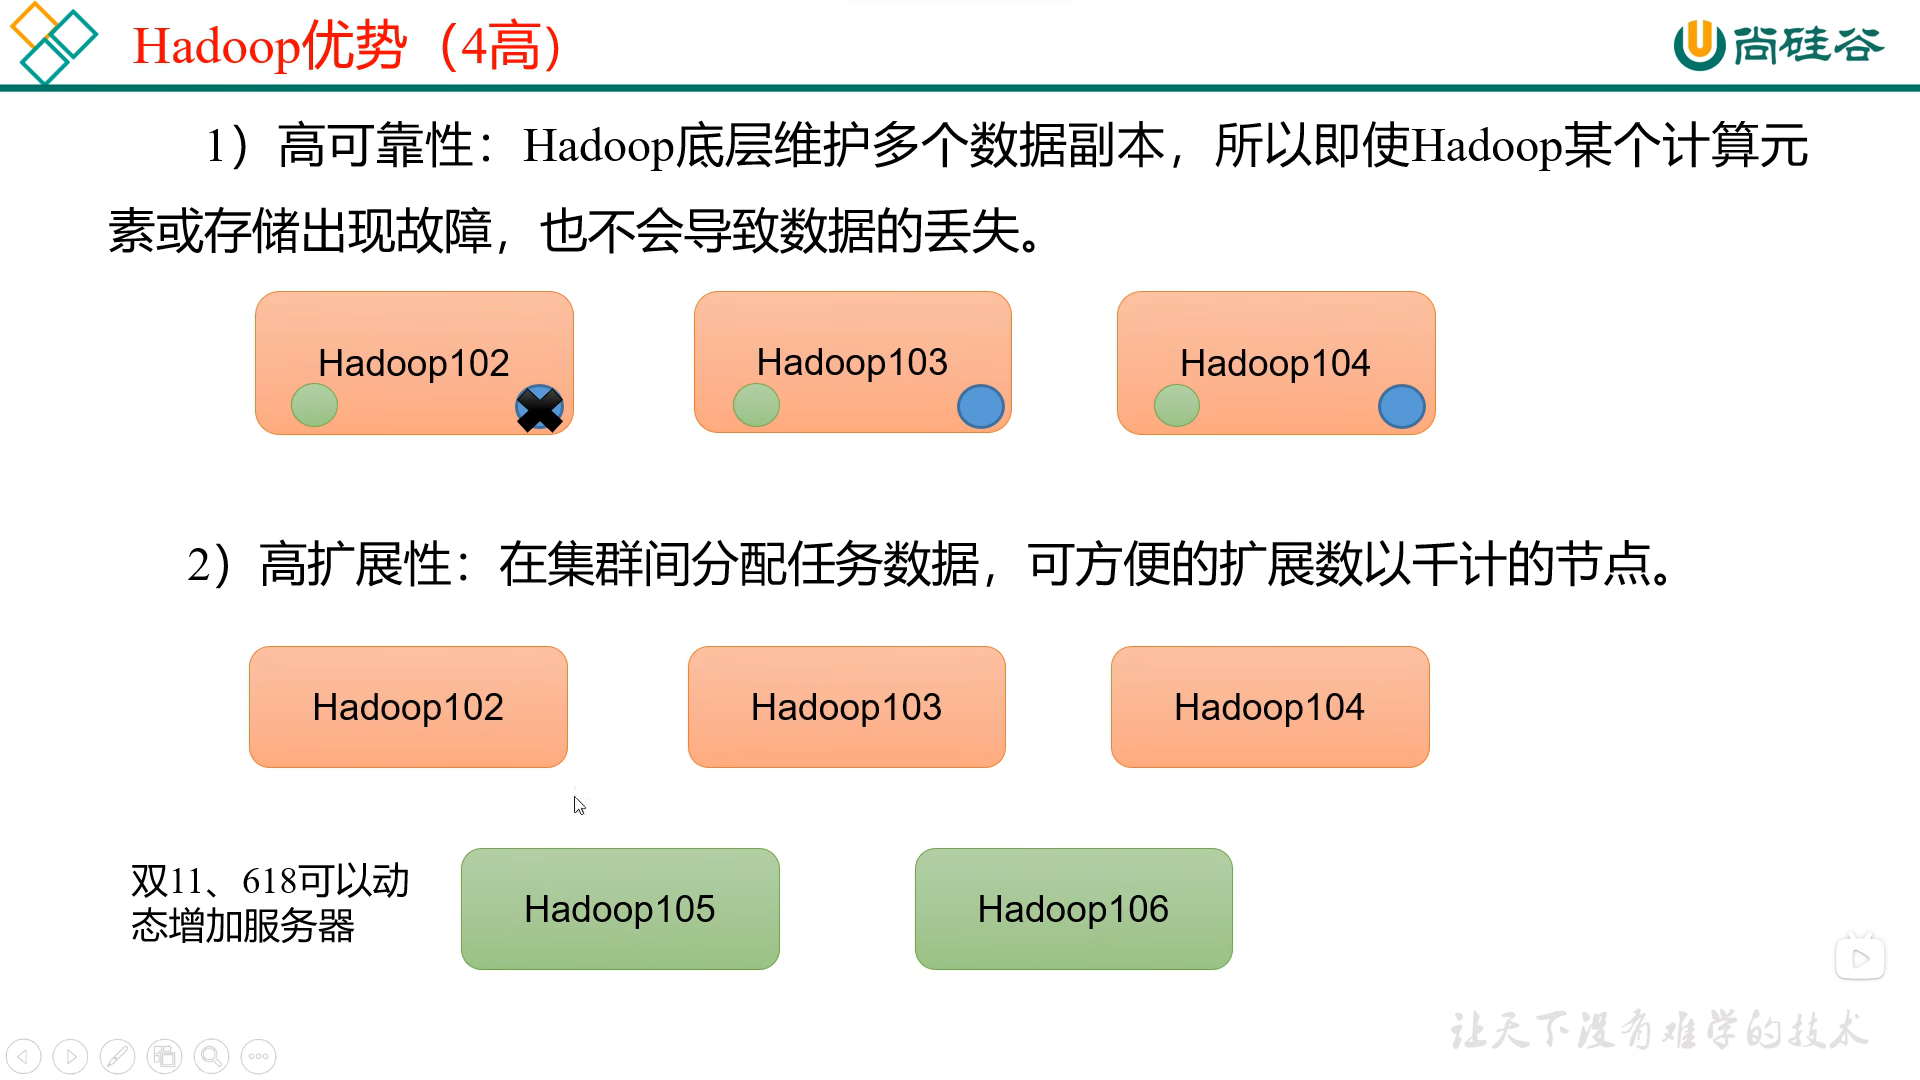 Hadoop优势（4高）
尚硅谷
1）高可靠性：Hadoop底层维护多个数据副本，所以即使Hadoop某个计算元
素或存储出现故障，也不会导致数据的丢失。
Hadoop102
Hadoop103
Hadoop104
2）高扩展性：在集群间分配任务数据，可方便的扩展数以千计的节点。
Hadoop102
Hadoop103
Hadoop104
双11、618可以动
态增加服务器
Hadoop105
Hadoop106
让天下没有难学的技术